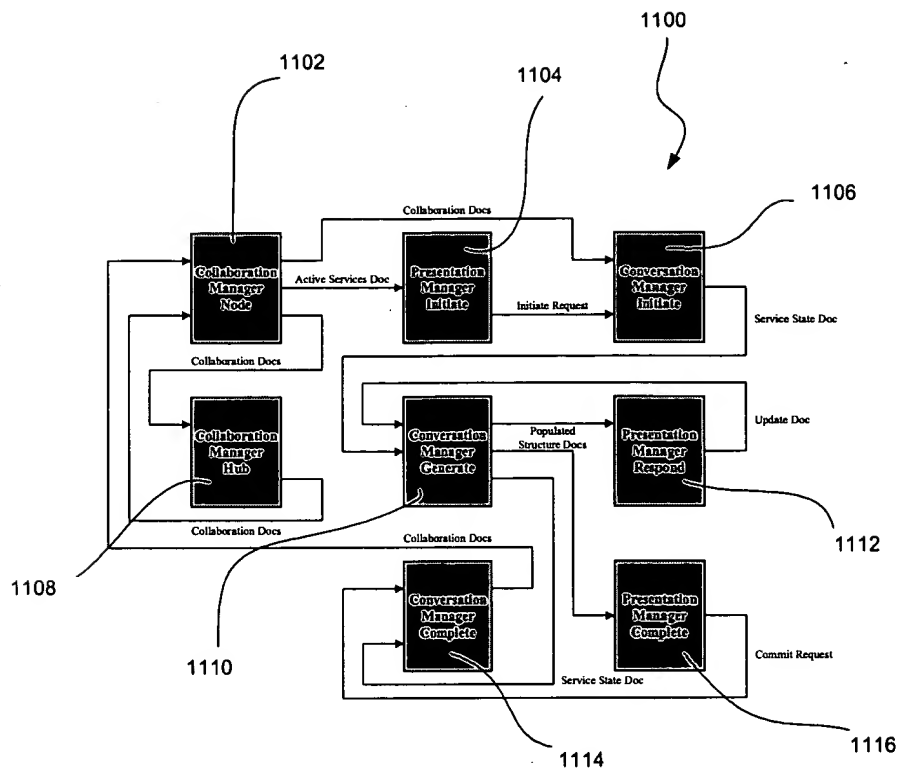 1100
1102
1104
1106
Collaboration Docs
Collaboration
Manager
Node
Active Services Doc
Presentation
Manager
Initiate
Initiate Request
Conversation
Manager
Initiate
Service State Doc
Collaboration Docs
Collaboration
Manager
Hub
Conversation
Manager
Generate
Populated
Structure Docs
Presentation
Manager
Respond
Update Doc
Collaboration Docs
Collaboration Docs
1108
1110
1112
Conversation
Manager
Complete
Presentation
Manager
Complete
Commit Request
Service State Doc
1114
1116